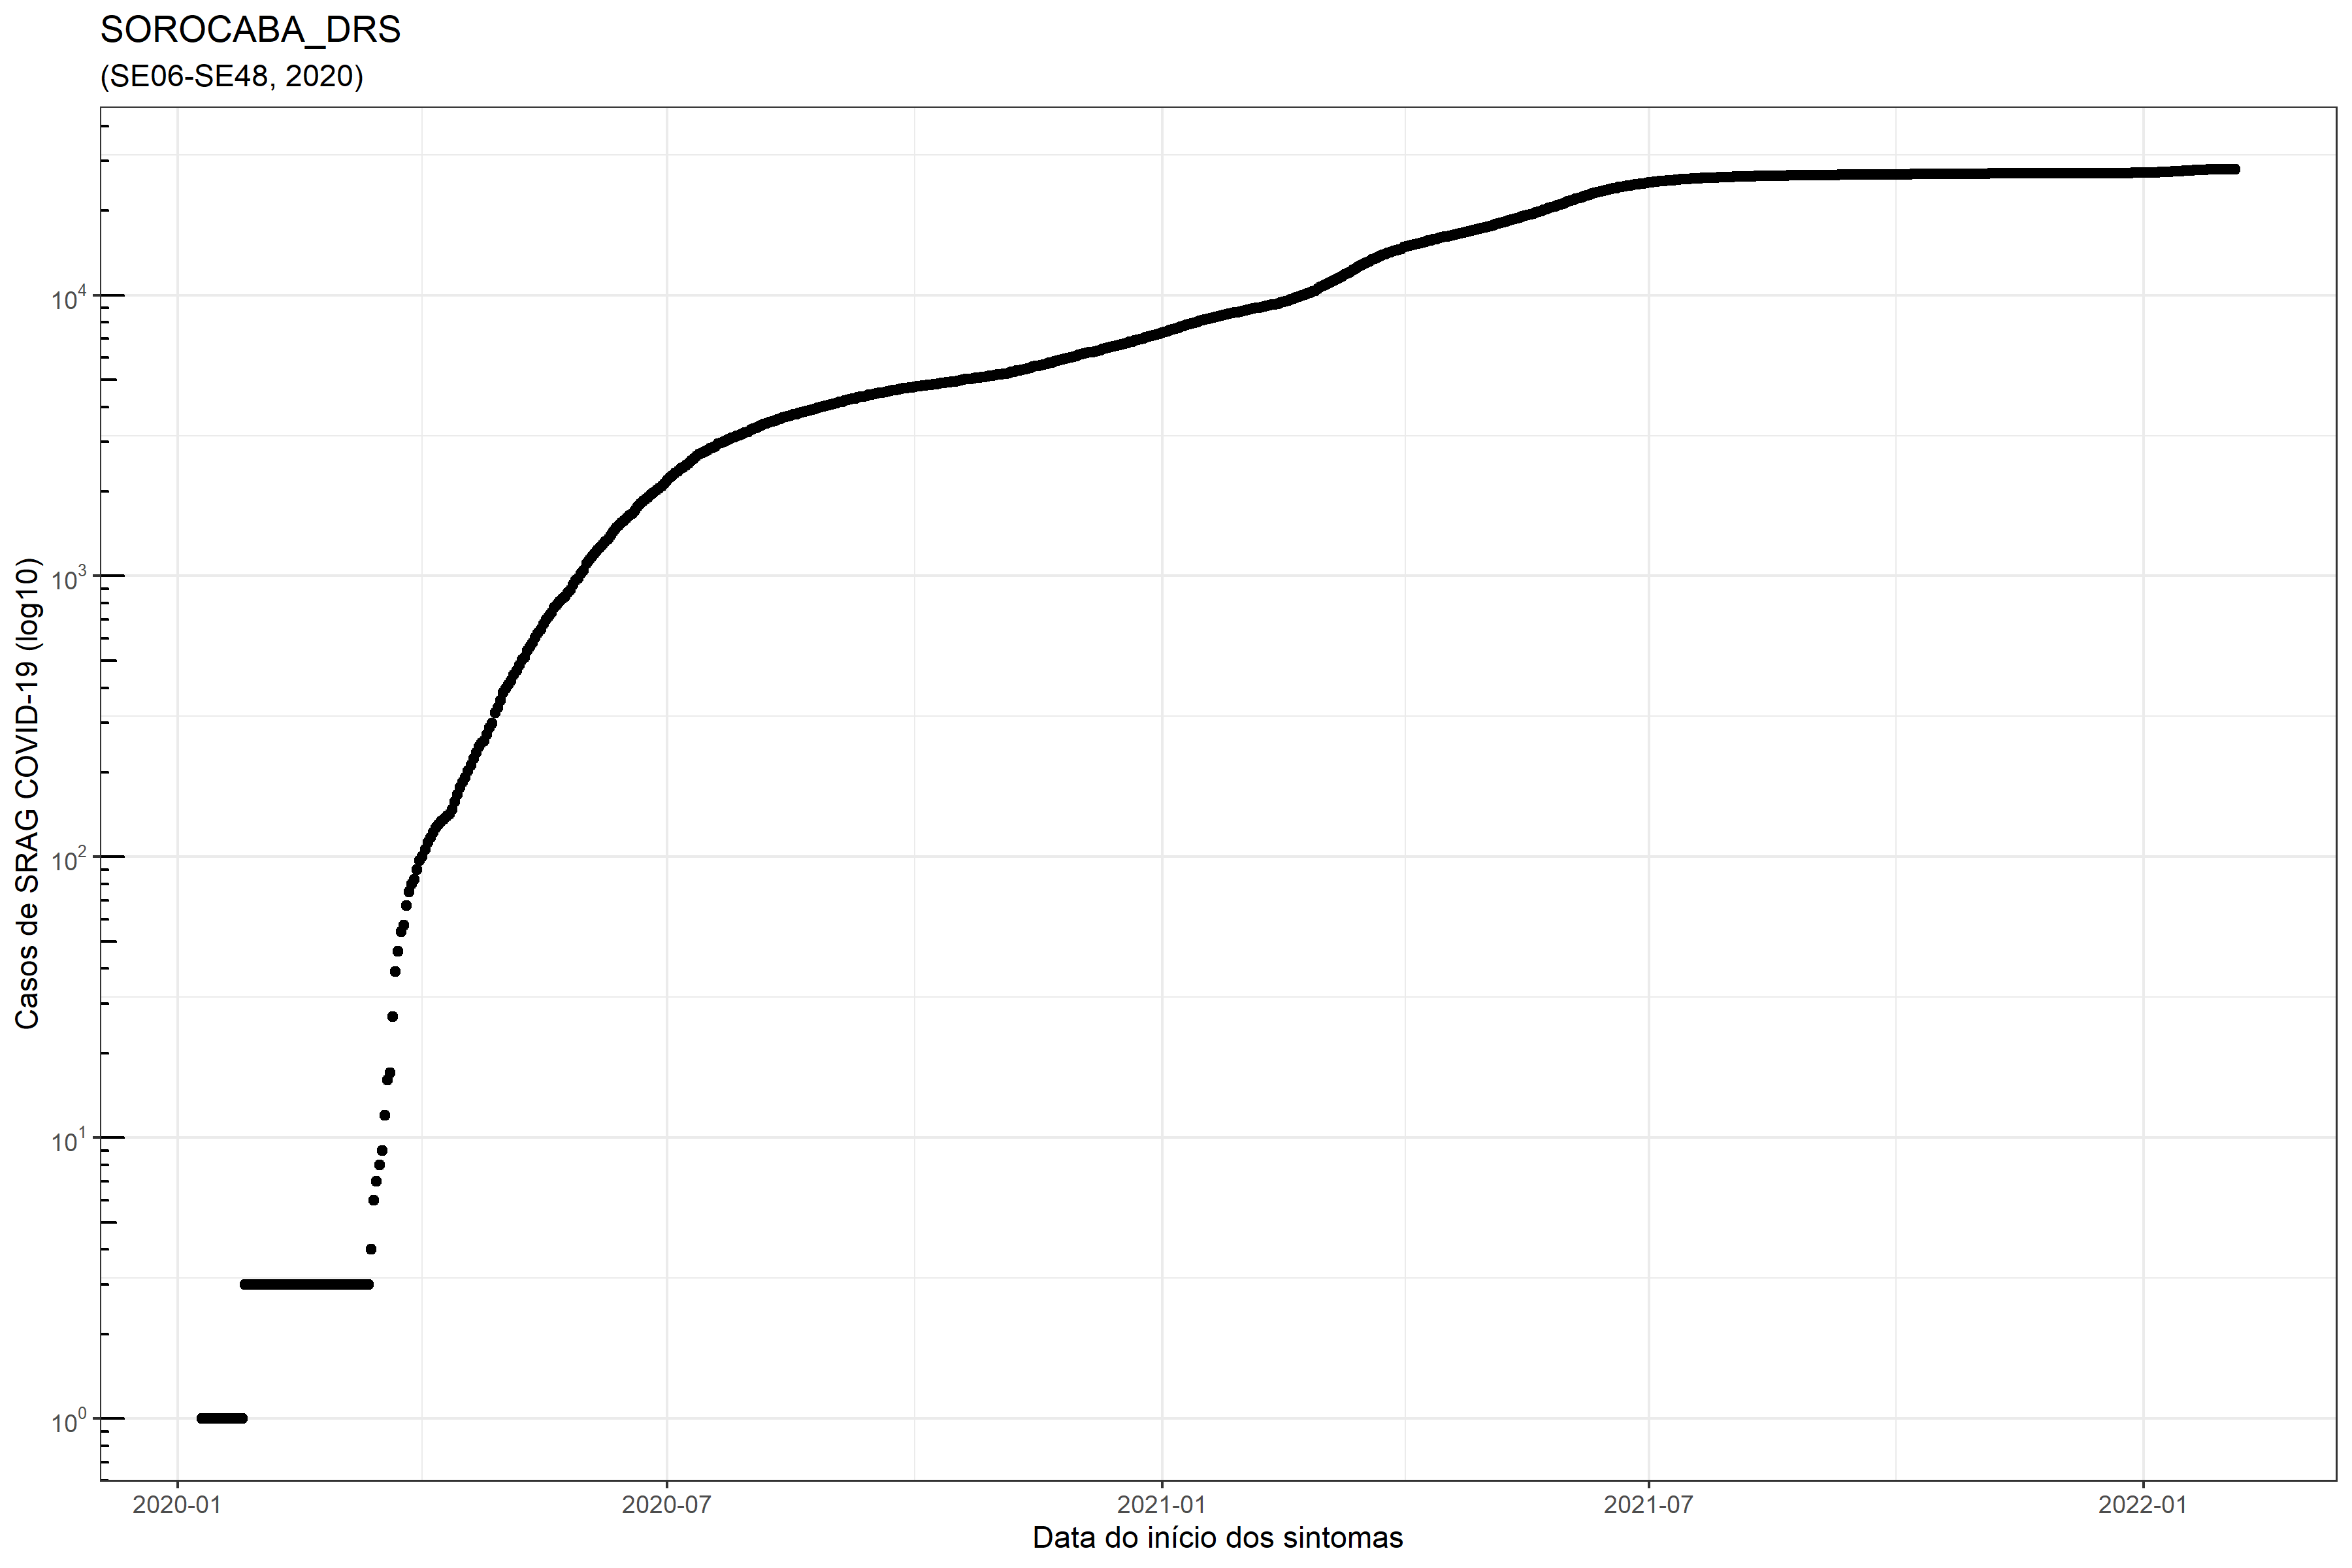 SOROCABA_DRS
(SE06-SE48, 2020)
Casos de SRAG COVID-19 (log10)
10⁴
10³
10²
10¹
10⁰
2020-01 2020-07 2021-01 2021-07 2022-01
Data do início dos sintomas